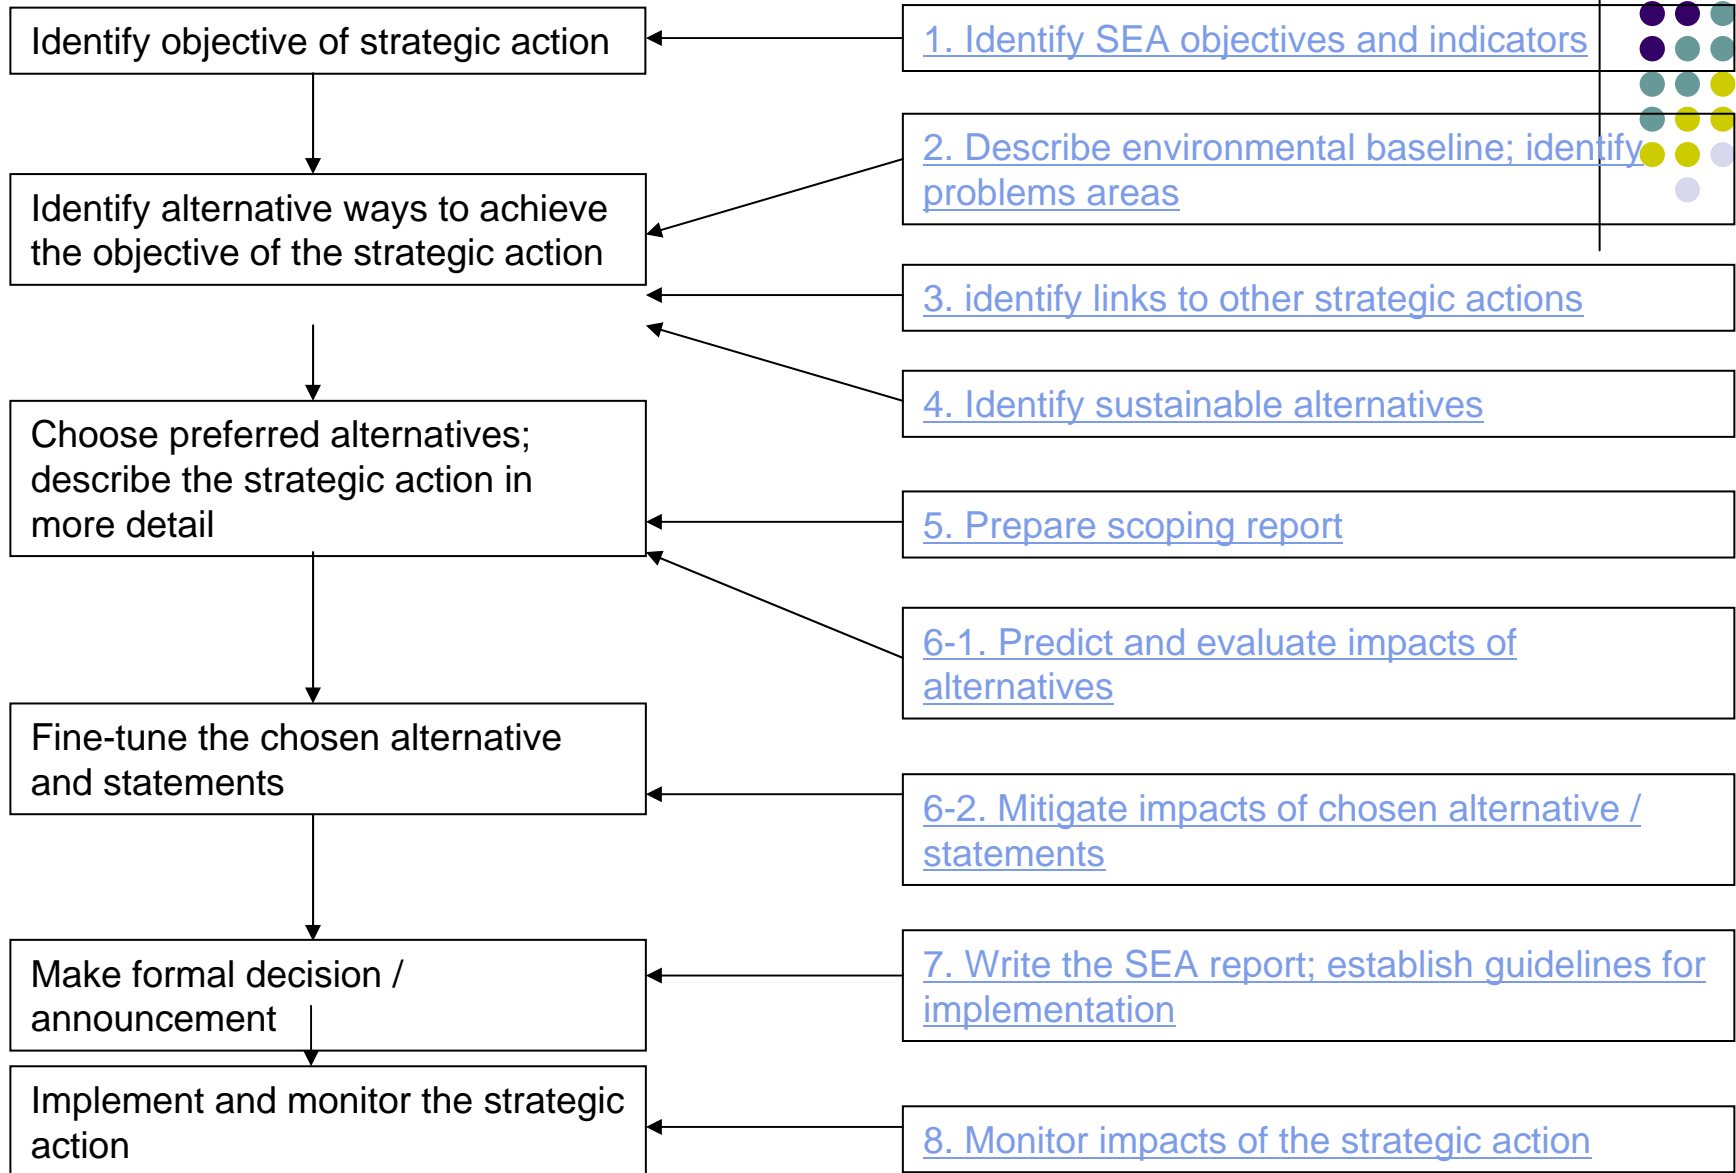 Identify objective of strategic action
1. Identify SEA objectives and indicators
2. Describe environmental baseline; identify
problems areas
Identify alternative ways to achieve
the objective of the strategic action
3. identify links to other strategic actions
4. Identify sustainable alternatives
Choose preferred alternatives;
describe the strategic action in
more detail
5. Prepare scoping report
6-1. Predict and evaluate impacts of
alternatives
Fine-tune the chosen alternative
and statements
6-2. Mitigate impacts of chosen alternative /
statements
Make formal decision /
announcement
7. Write the SEA report; establish guidelines for
implementation
Implement and monitor the strategic
action
8. Monitor impacts of the strategic action